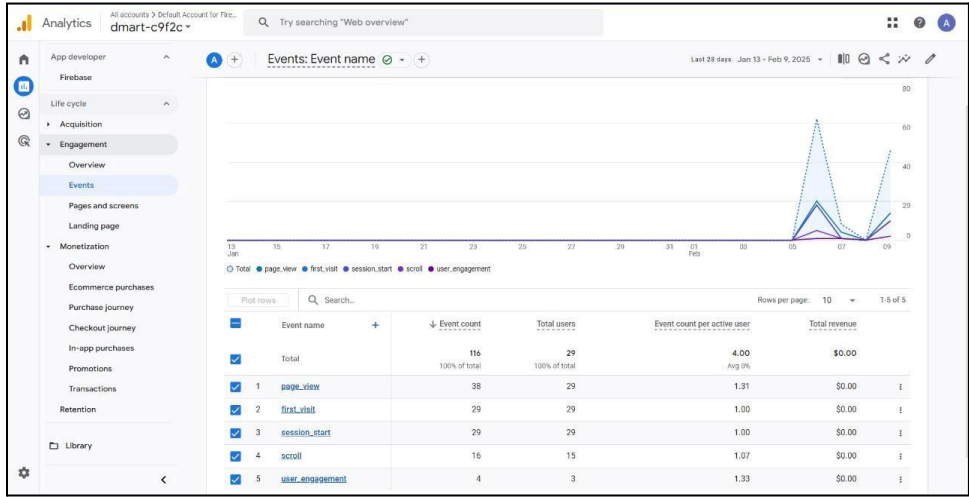 Analytics
All accounts > Default Account for Fire...
dmart-c9f2c
Try searching "Web overview"
A
App developer
Firebase
Life cycle
Acquisition
Engagement
Overview
Events
Pages and screens
Landing page
Monetization
Overview
Ecommerce purchases
Purchase journey
Checkout journey
In-app purchases
Promotions
Transactions
Retention
Library
A
Events: Event name
Last 28 days Jan 13 - Feb 9, 2025
80
60
40
20
0
13 15 17 19 21 23 25 27 29 31 01 03 05 07 09
Jan Feb
Total page_view first_visit session_start scroll user_engagement
Plot rows Search... Rows per page: 10 1-5 of 5
Event name + Event count Total users Event count per active user Total revenue
Total 116 29 4.00 $0.00
100% of total 100% of total Avg 0%
1 page_view 38 29 1.31 $0.00
2 first_visit 29 29 1.00 $0.00
3 session_start 29 29 1.00 $0.00
4 scroll 16 15 1.07 $0.00
5 user_engagement 4 3 1.33 $0.00